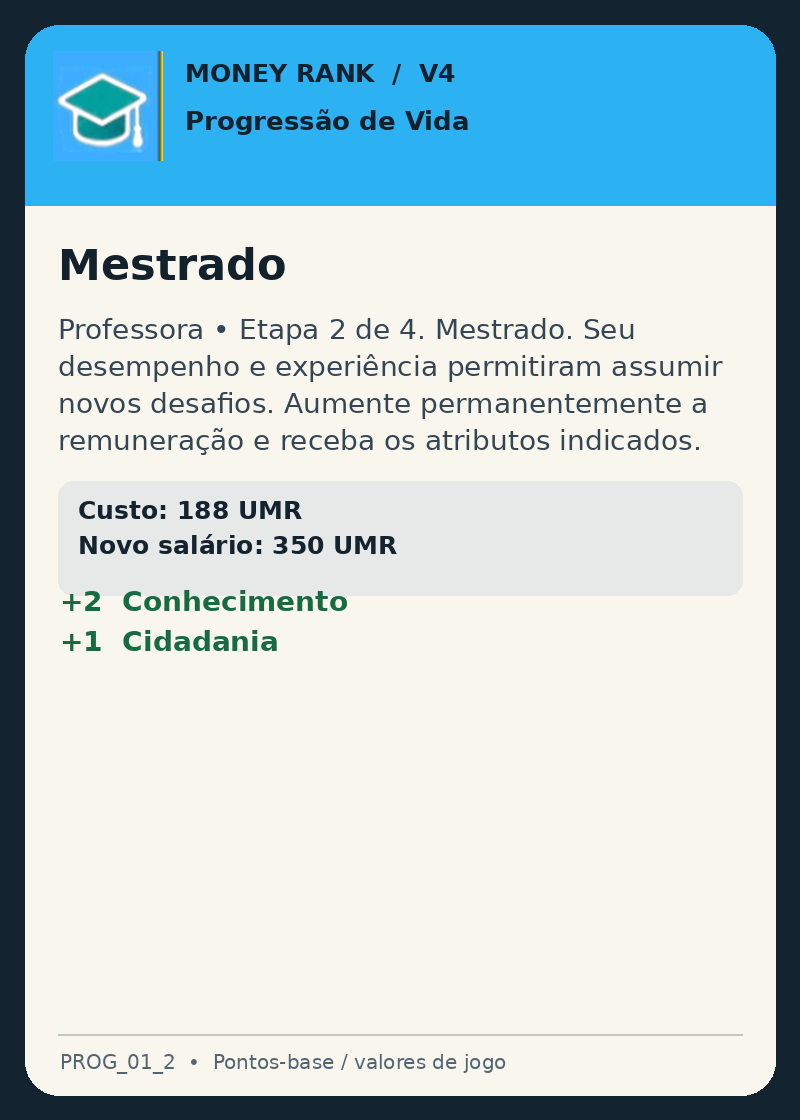 MONEY RANK / V4
Progressão de Vida
Mestrado
Professora • Etapa 2 de 4. Mestrado. Seu
desempenho e experiência permitiram assumir
novos desafios. Aumente permanentemente a
remuneração e receba os atributos indicados.
Custo: 188 UMR
Novo salário: 350 UMR
+2 Conhecimento
+1 Cidadania
PROG_01_2 • Pontos-base / valores de jogo